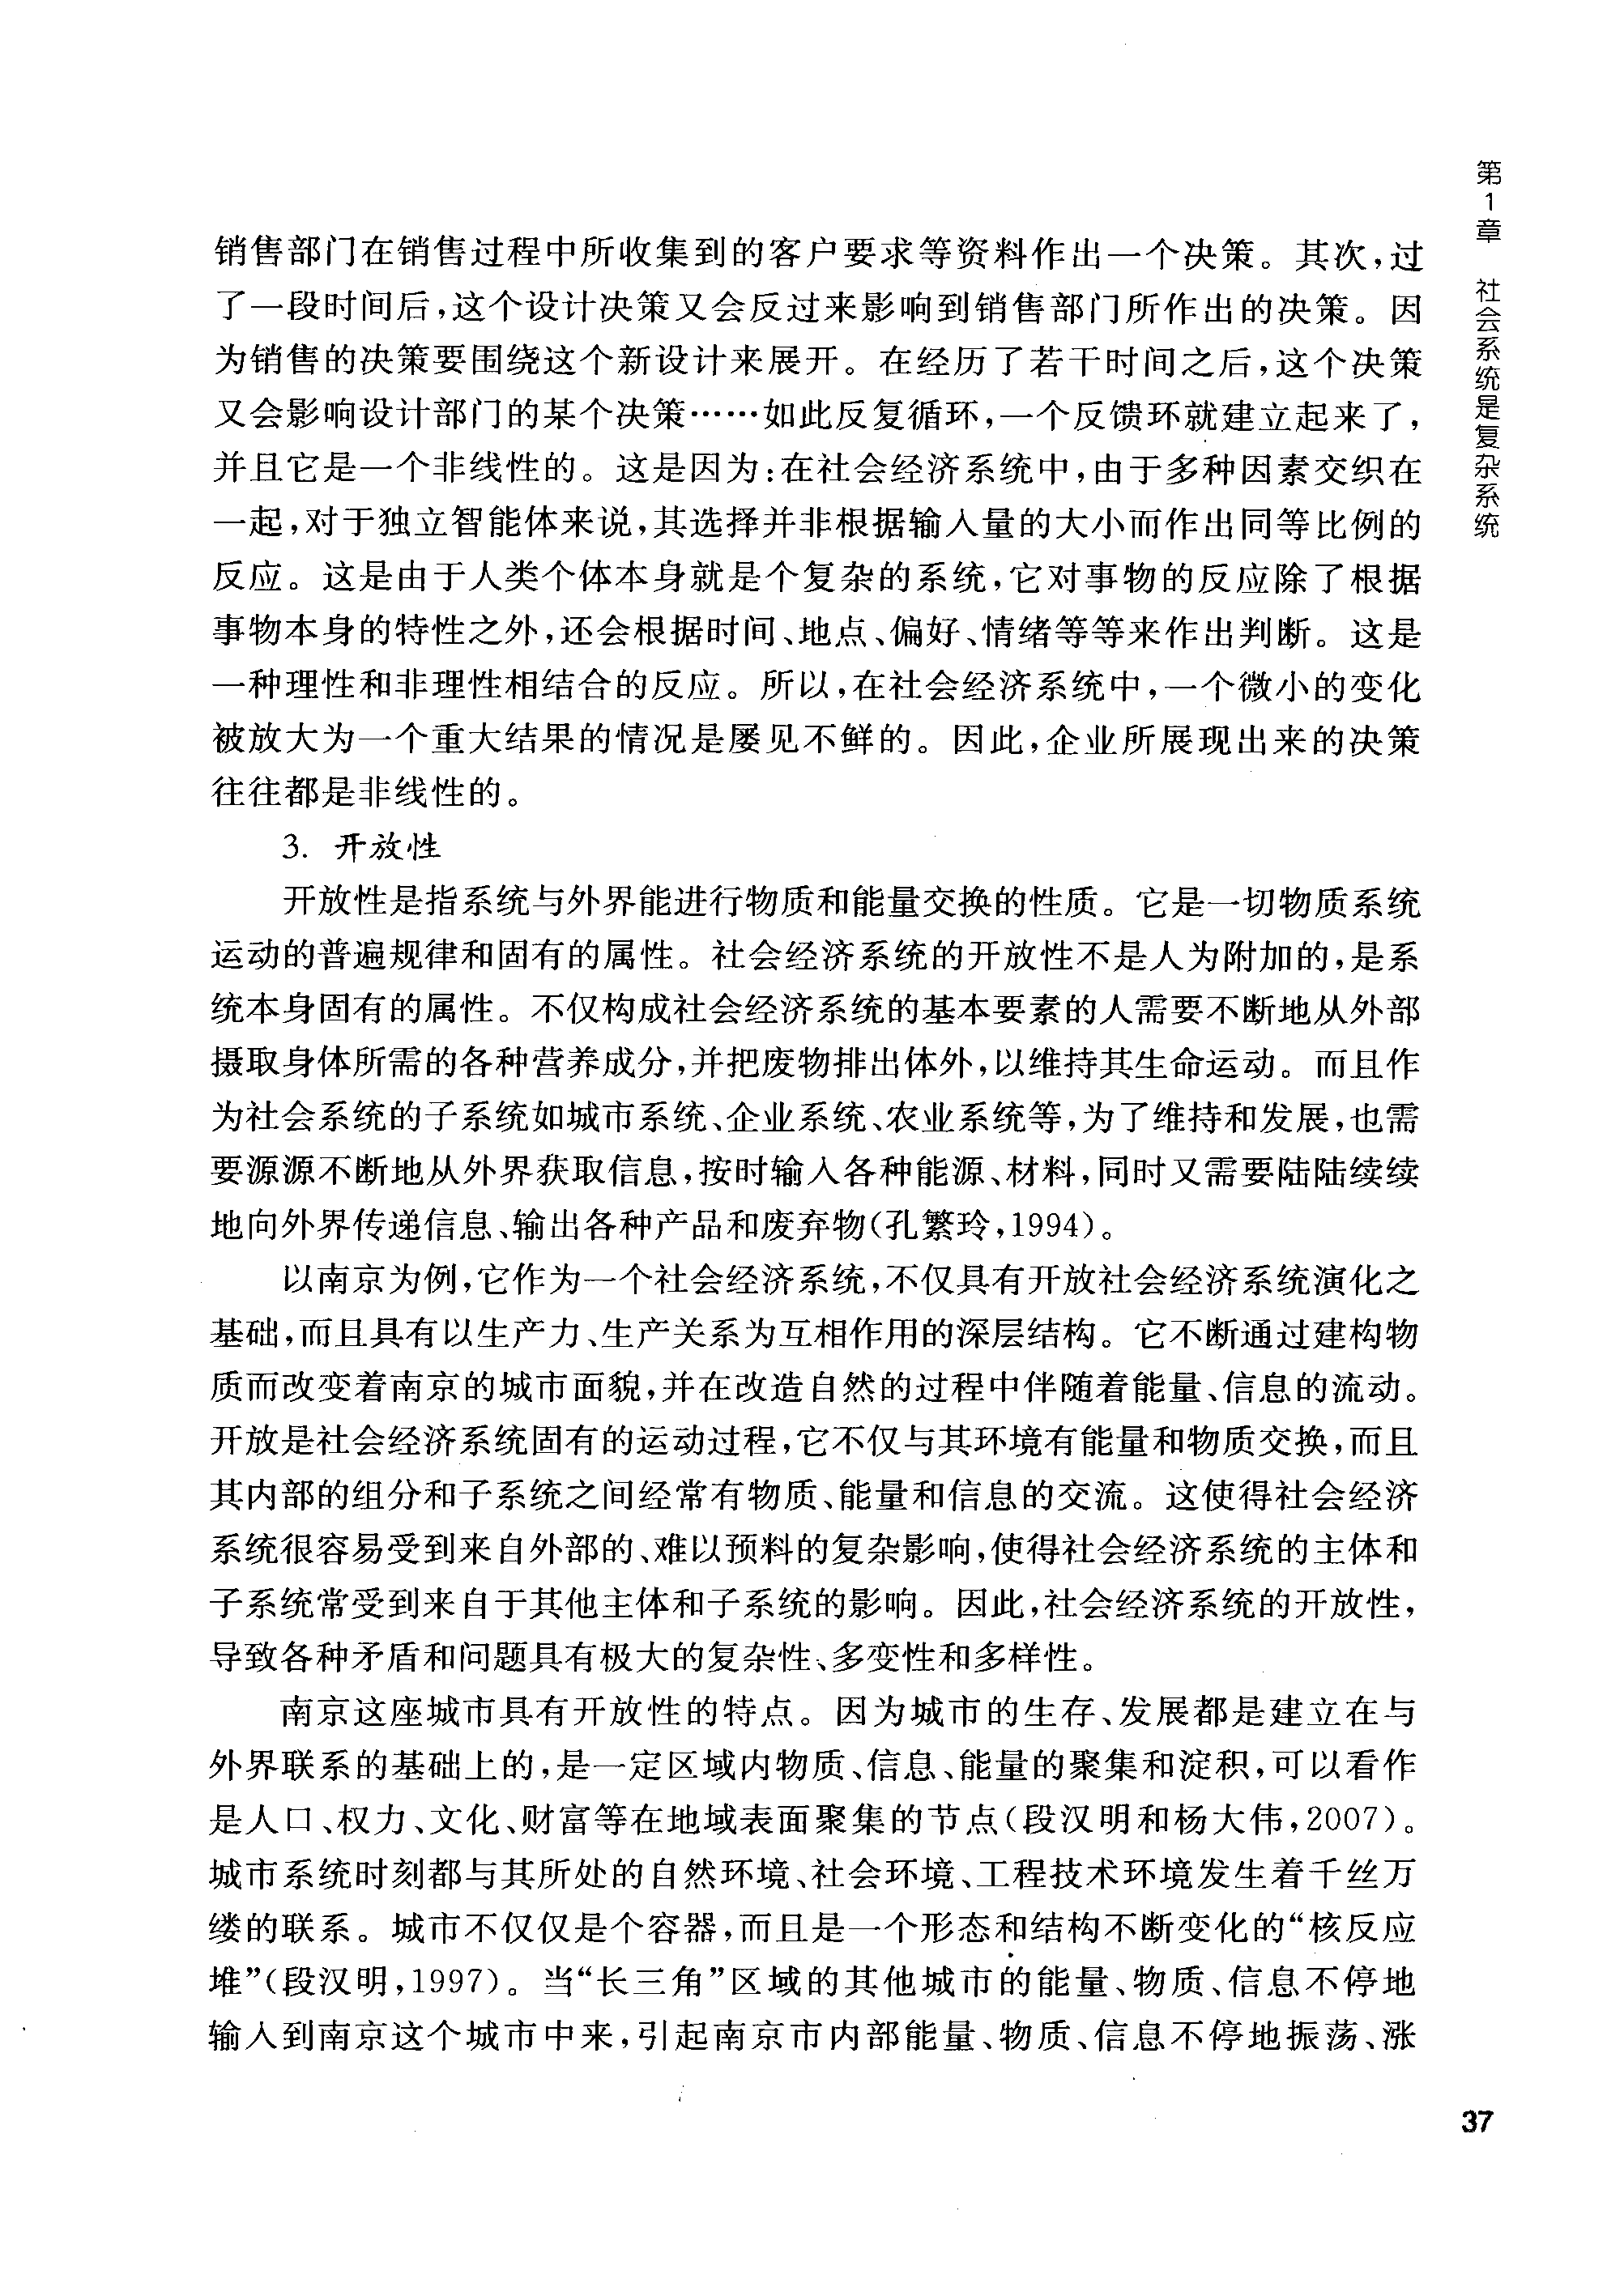 第1章 社会系统是复杂系统
销售部门在销售过程中所收集到的客户要求等资料作出一个决策。其次,过
了一段时间后,这个设计决策又会反过来影响到销售部门所作出的决策。因
为销售的决策要围绕这个新设计来展开。在经历了若干时间之后,这个决策
又会影响设计部门的某个决策……如此反复循环,一个反馈环就建立起来了,
并且它是一个非线性的。这是因为:在社会经济系统中,由于多种因素交织在
一起,对于独立智能体来说,其选择并非根据输入量的大小而作出同等比例的
反应。这是由于人类个体本身就是个复杂的系统,它对事物的反应除了根据
事物本身的特性之外,还会根据时间、地点、偏好、情绪等等来作出判断。这是
一种理性和非理性相结合的反应。所以,在社会经济系统中,一个微小的变化
被放大为一个重大结果的情况是屡见不鲜的。因此,企业所展现出来的决策
往往都是非线性的。
3. 开放性
开放性是指系统与外界能进行物质和能量交换的性质。它是一切物质系统
运动的普遍规律和固有的属性。社会经济系统的开放性不是人为附加的,是系
统本身固有的属性。不仅构成社会经济系统的基本要素的人需要不断地从外部
摄取身体所需的各种营养成分,并把废物排出体外,以维持其生命运动。而且作
为社会系统的子系统如城市系统、企业系统、农业系统等,为了维持和发展,也需
要源源不断地从外界获取信息,按时输入各种能源、材料,同时又需要陆陆续续
地向外界传递信息、输出各种产品和废弃物(孔繁玲,1994)。
以南京为例,它作为一个社会经济系统,不仅具有开放社会经济系统演化之
基础,而且具有以生产力、生产关系为互相作用的深层结构。它不断通过建构物
质而改变着南京的城市面貌,并在改造自然的过程中伴随着能量、信息的流动。
开放是社会经济系统固有的运动过程,它不仅与其环境有能量和物质交换,而且
其内部的组分和子系统之间经常有物质、能量和信息的交流。这使得社会经济
系统很容易受到来自外部的、难以预料的复杂影响,使得社会经济系统的主体和
子系统常受到来自于其他主体和子系统的影响。因此,社会经济系统的开放性,
导致各种矛盾和问题具有极大的复杂性、多变性和多样性。
南京这座城市具有开放性的特点。因为城市的生存、发展都是建立在与
外界联系的基础上的,是一定区域内物质、信息、能量的聚集和淀积,可以看作
是人口、权力、文化、财富等在地域表面聚集的节点(段汉明和杨大伟,2007)。
城市系统时刻都与其所处的自然环境、社会环境、工程技术环境发生着千丝万
缕的联系。城市不仅仅是个容器,而且是一个形态和结构不断变化的“核反应
堆”(段汉明,1997)。当“长三角”区域的其他城市的能量、物质、信息不停地
输入到南京这个城市中来,引起南京市内部能量、物质、信息不停地振荡、涨
37